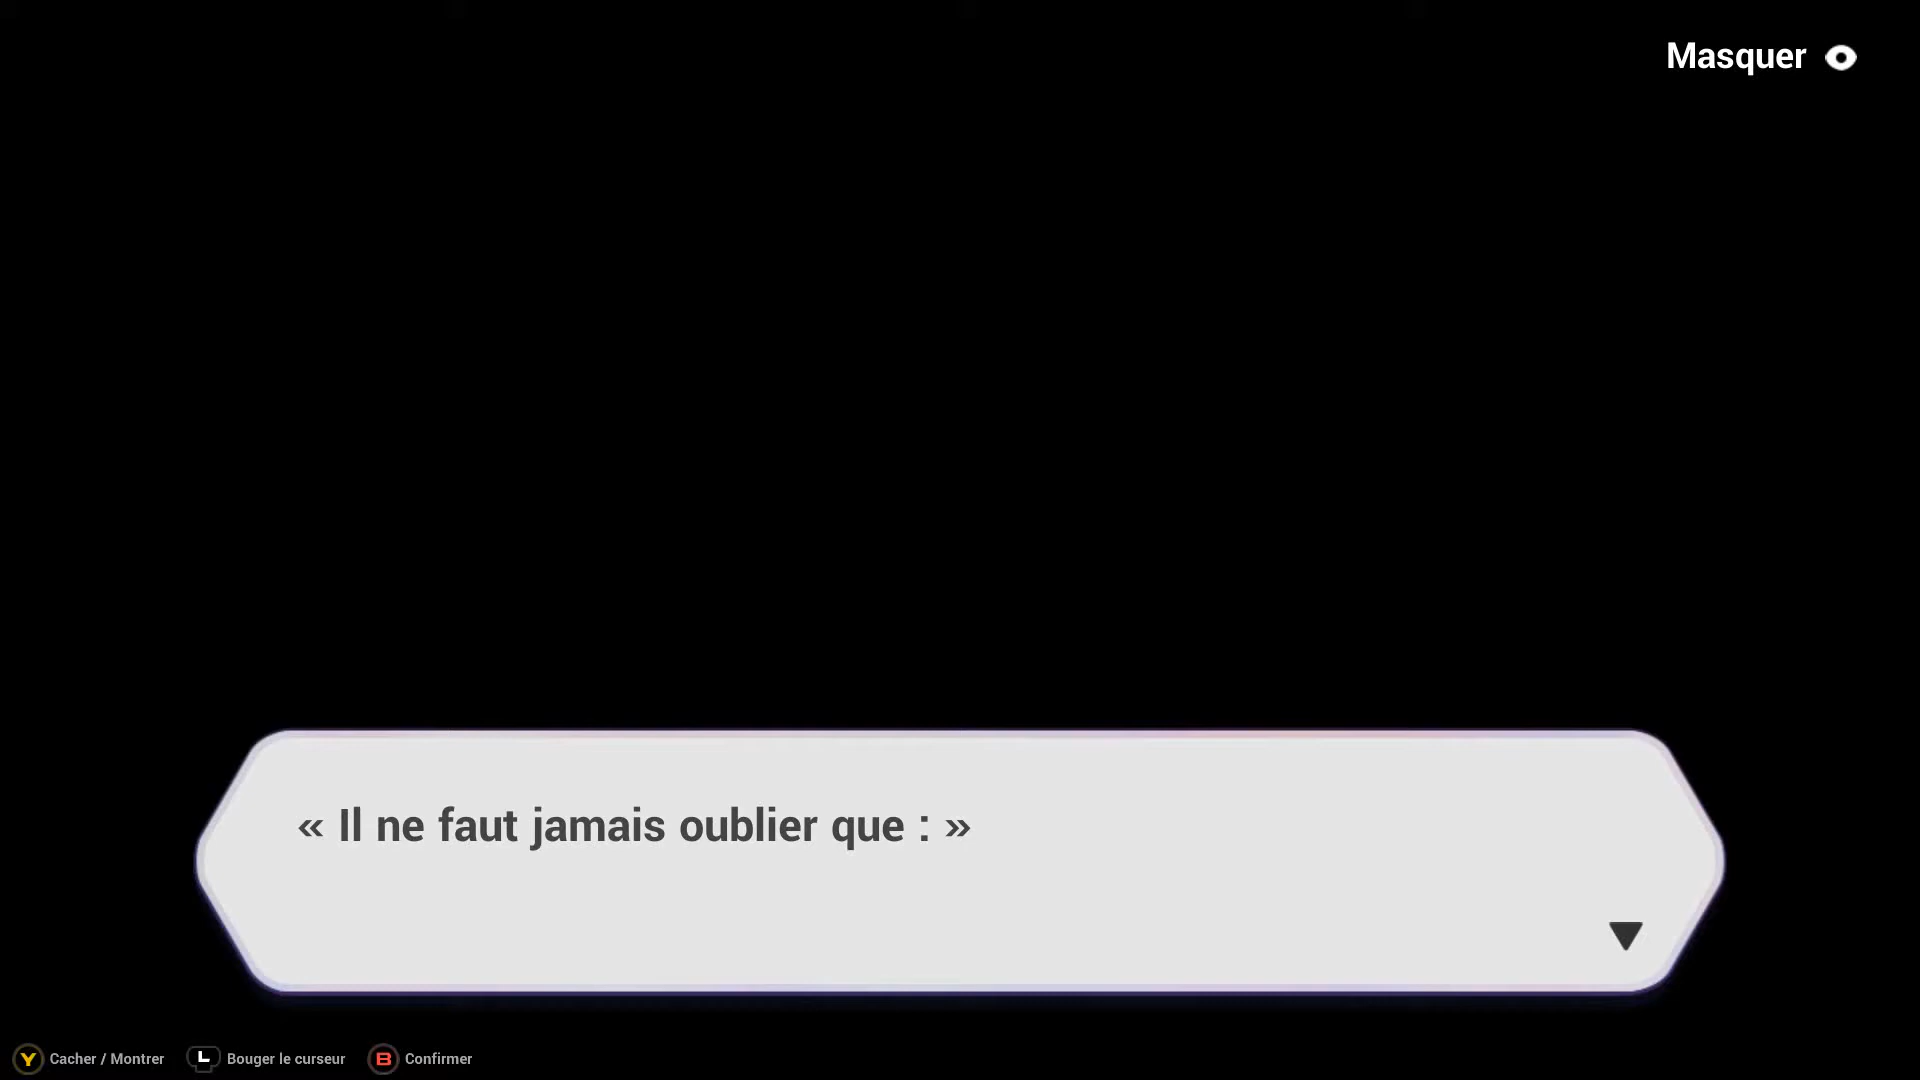 Masquer
« Il ne faut jamais oublier que : »
Y Cacher / Montrer L Bouger le curseur B Confirmer